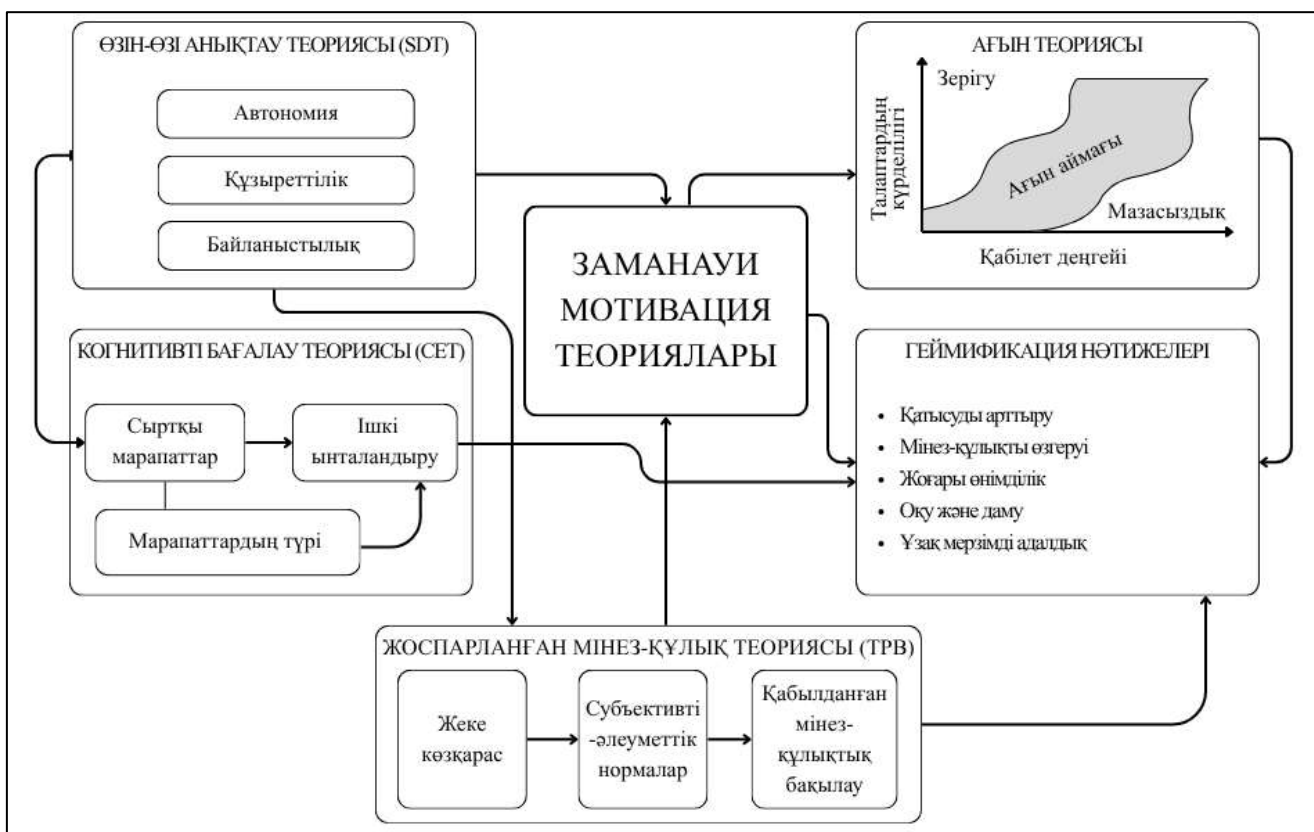 ӨЗІН-ӨЗІ АНЫҚТАУ ТЕОРИЯСЫ (SDT)
Автономия
Құзыреттілік
Байланыстылық
КОГНИТИВТІ БАҒАЛАУ ТЕОРИЯСЫ (CET)
Сыртқы
марапаттар
Ішкі
ынталандыру
Марапаттардың түрі
ЗАМАНАУИ
МОТИВАЦИЯ
ТЕОРИЯЛАРЫ
АҒЫН ТЕОРИЯСЫ
Зерігу
Талаптардың
күрделілігі
Ағын аймағы
Мазасыздық
Қабілет деңгейі
ГЕЙМИФИКАЦИЯ НӘТИЖЕЛЕРІ
• Қатысуды арттыру
• Мінез-құлықты өзгеруі
• Жоғары өнімділік
• Оқу және даму
• Ұзақ мерзімді адалдық
ЖОСПАРЛАНҒАН МІНЕЗ-ҚҰЛЫҚ ТЕОРИЯСЫ (TPB)
Жеке
көзқарас
Субъективті
-әлеуметтік
нормалар
Қабылданған
мінез-
құлықтық
бақылау